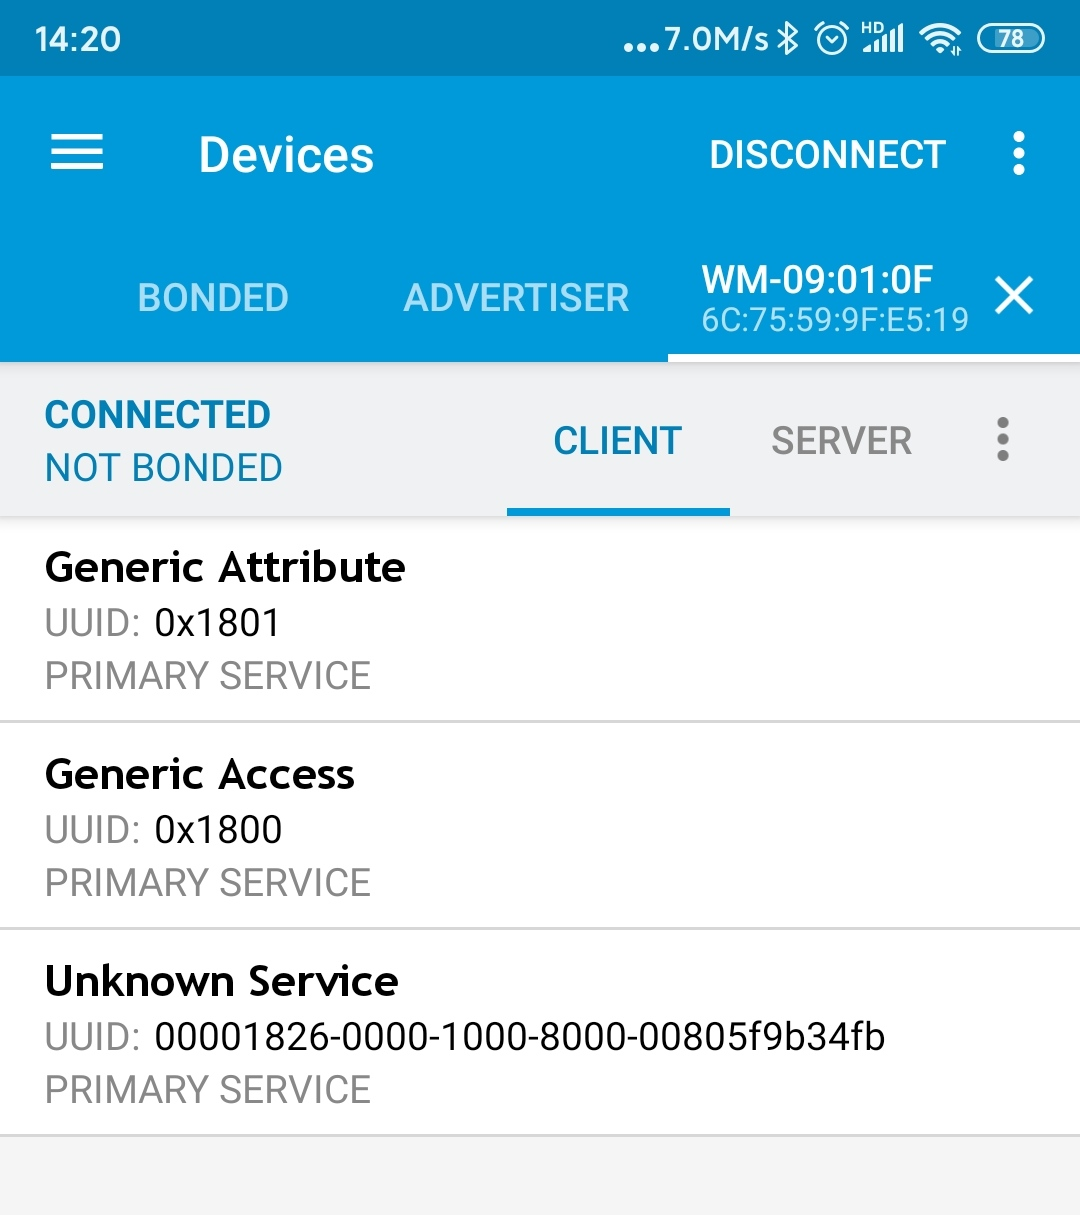 14:20 ...7.0M/s HD 78
Devices DISCONNECT
BONDED ADVERTISER WM-09:01:0F
6C:75:59:9F:E5:19
CONNECTED
NOT BONDED
CLIENT SERVER
Generic Attribute
UUID: 0x1801
PRIMARY SERVICE
Generic Access
UUID: 0x1800
PRIMARY SERVICE
Unknown Service
UUID: 00001826-0000-1000-8000-00805f9b34fb
PRIMARY SERVICE